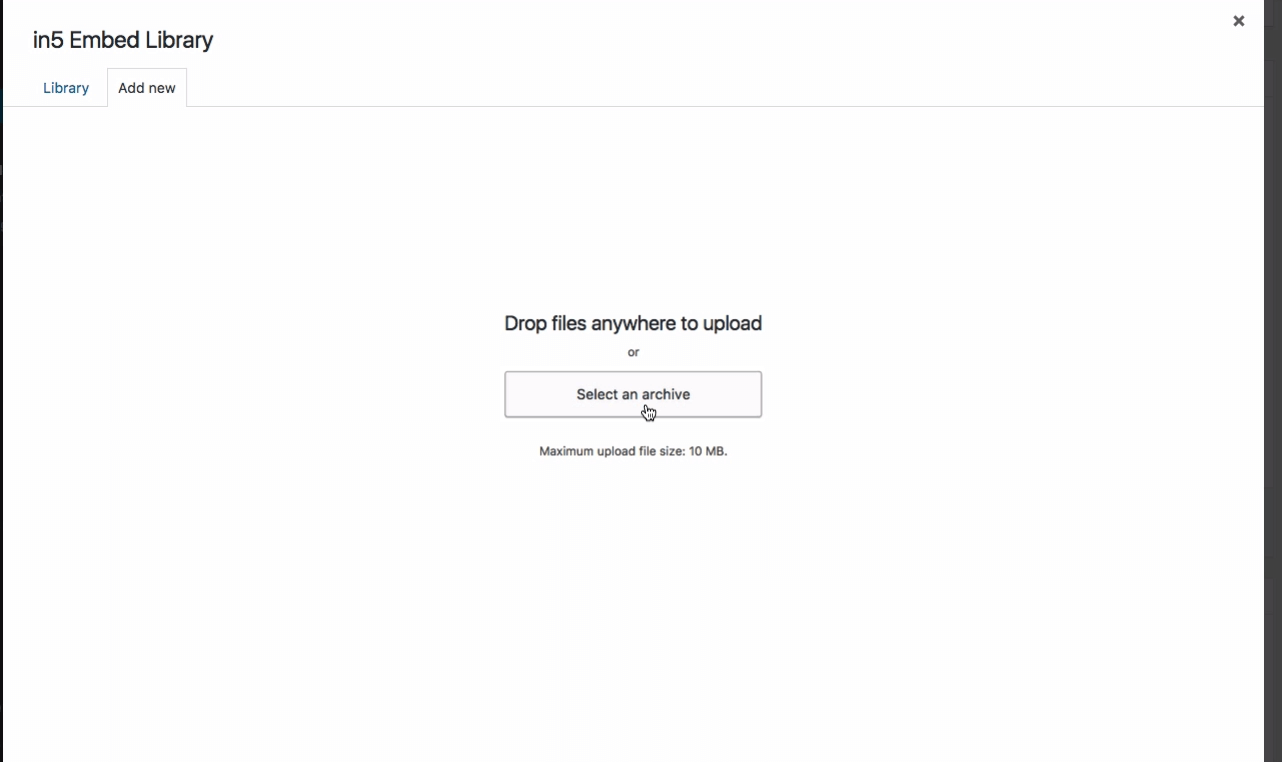 in5 Embed Library
Library
Add new
Drop files anywhere to upload
or
Select an archive
Maximum upload file size: 10 MB.